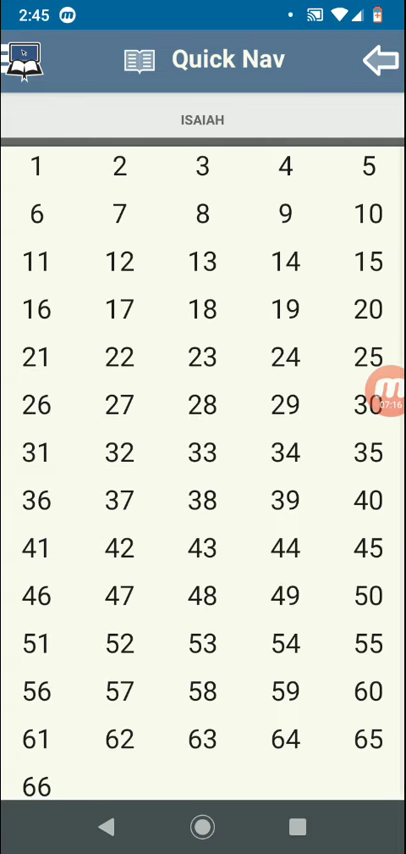 2:45
Quick Nav
ISAIAH
1 2 3 4 5
6 7 8 9 10
11 12 13 14 15
16 17 18 19 20
21 22 23 24 25
26 27 28 29 30
07:16
31 32 33 34 35
36 37 38 39 40
41 42 43 44 45
46 47 48 49 50
51 52 53 54 55
56 57 58 59 60
61 62 63 64 65
66